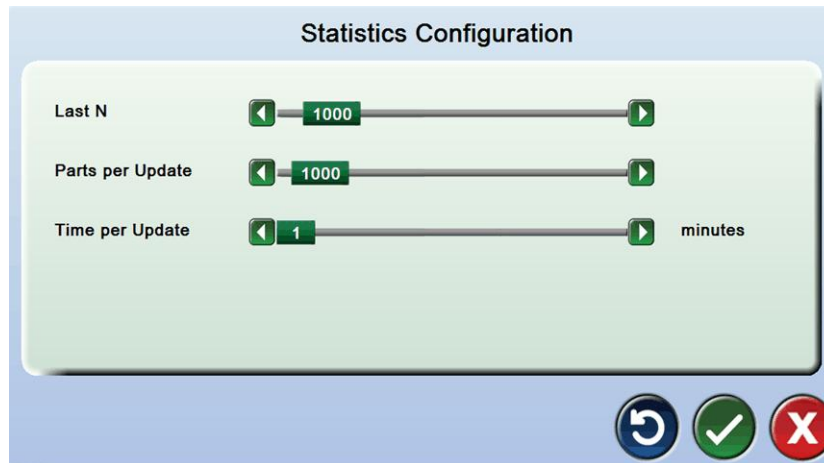 Statistics Configuration
Last N 1000
Parts per Update 1000
Time per Update 1 minutes
X